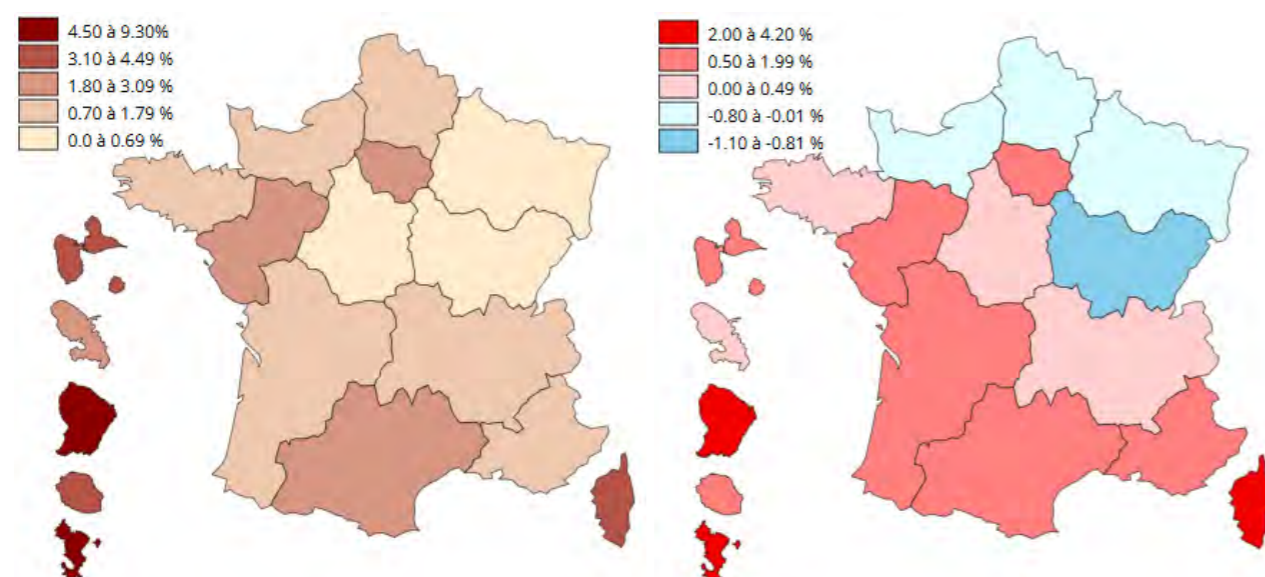 4.50 à 9.30%
3.10 à 4.49 %
1.80 à 3.09 %
0.70 à 1.79 %
0.0 à 0.69 %
2.00 à 4.20 %
0.50 à 1.99 %
0.00 à 0.49 %
-0.80 à -0.01 %
-1.10 à -0.81 %